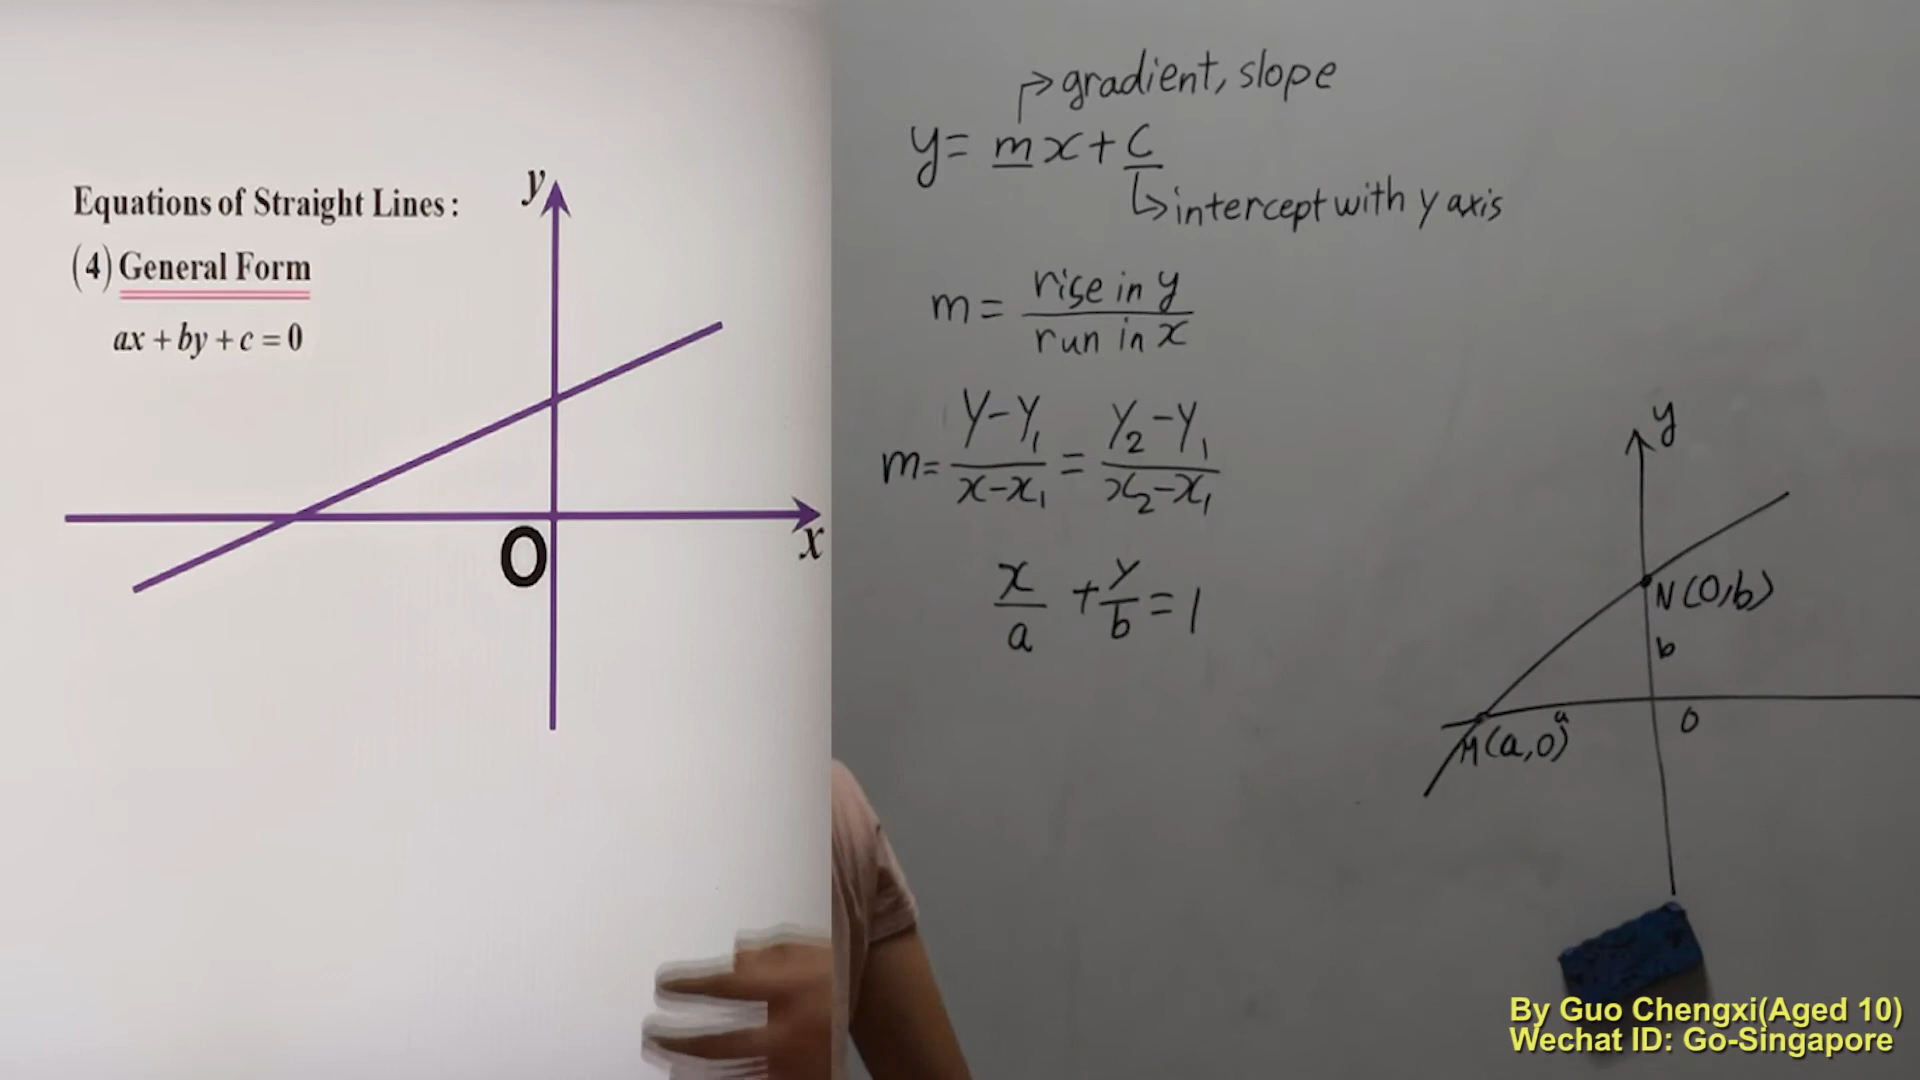 Equations of Straight Lines :
(4) General Form
ax + by + c = 0
y
x
O
gradient, slope
y = mx + c
intercept with y axis
m = rise in y / run in x
m = y-y₁ / x-x₁ = y₂-y₁ / x₂-x₁
x/a + y/b = 1
y
N(0,b)
b
a
0
M(a,0)
By Guo Chengxi(Aged 10)
Wechat ID: Go-Singapore